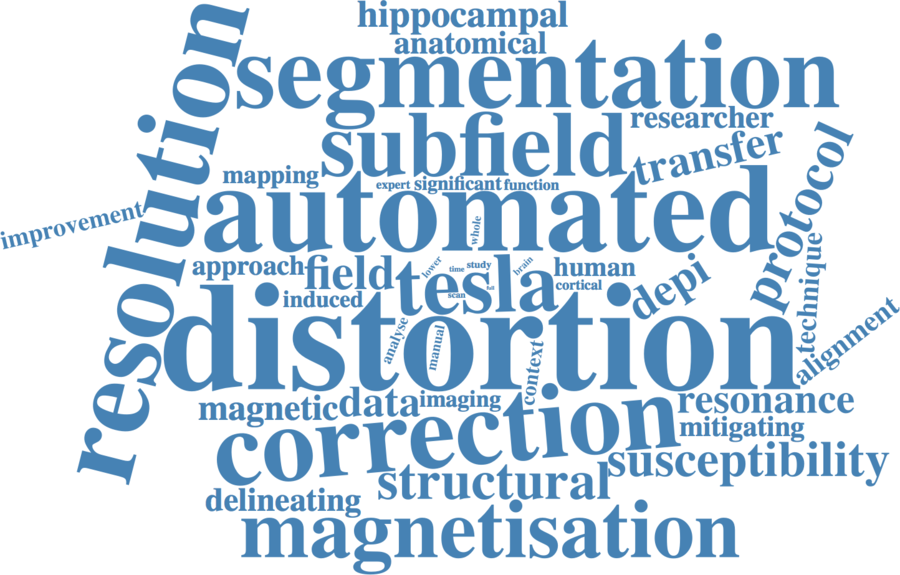 hippocampal
anatomical
segmentation
resolution
subfield
researcher
transfer
protocol
mapping
expert
significant
function
automated
whole
improvement
approach
field
tesla
lower
time
study
brain
full
scan
human
cortical
depi
technique
induced
distortion
analyse
manual
context
alignment
magnetic
data
imaging
resonance
correction
mitigating
susceptibility
structural
delineating
magnetisation